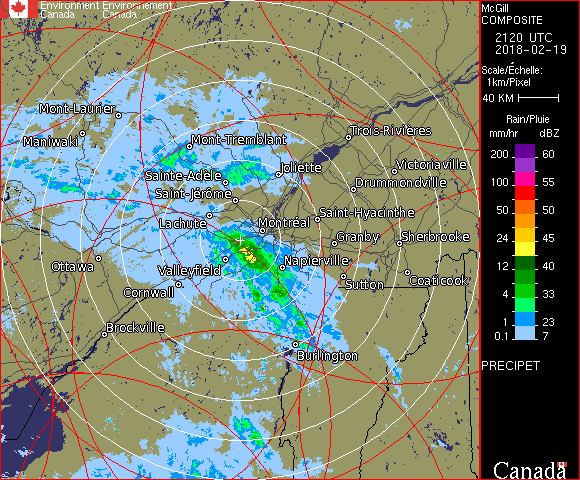 Environment Environnement
Canada Canada
McGill
COMPOSITE
2120 UTC
2018-02-19
Scale/Échelle:
1km/Pixel
40 KM
Rain/Pluie
mm/hr dBZ
200 60
100 55
50 50
24 45
12 40
4 33
1 23
0.1 7
PRECIPET
Canada
Mont-Laurier
Maniwaki
Mont-Tremblant
Trois-Rivières
Sainte-Adèle
Joliette
Victoriaville
Saint-Jérôme
Drummondville
Lachute
Montréal
Saint-Hyacinthe
Granby
Sherbrooke
Ottawa
Valleyfield
Napierville
Cornwall
Sutton
Coaticook
Brockville
Burlington